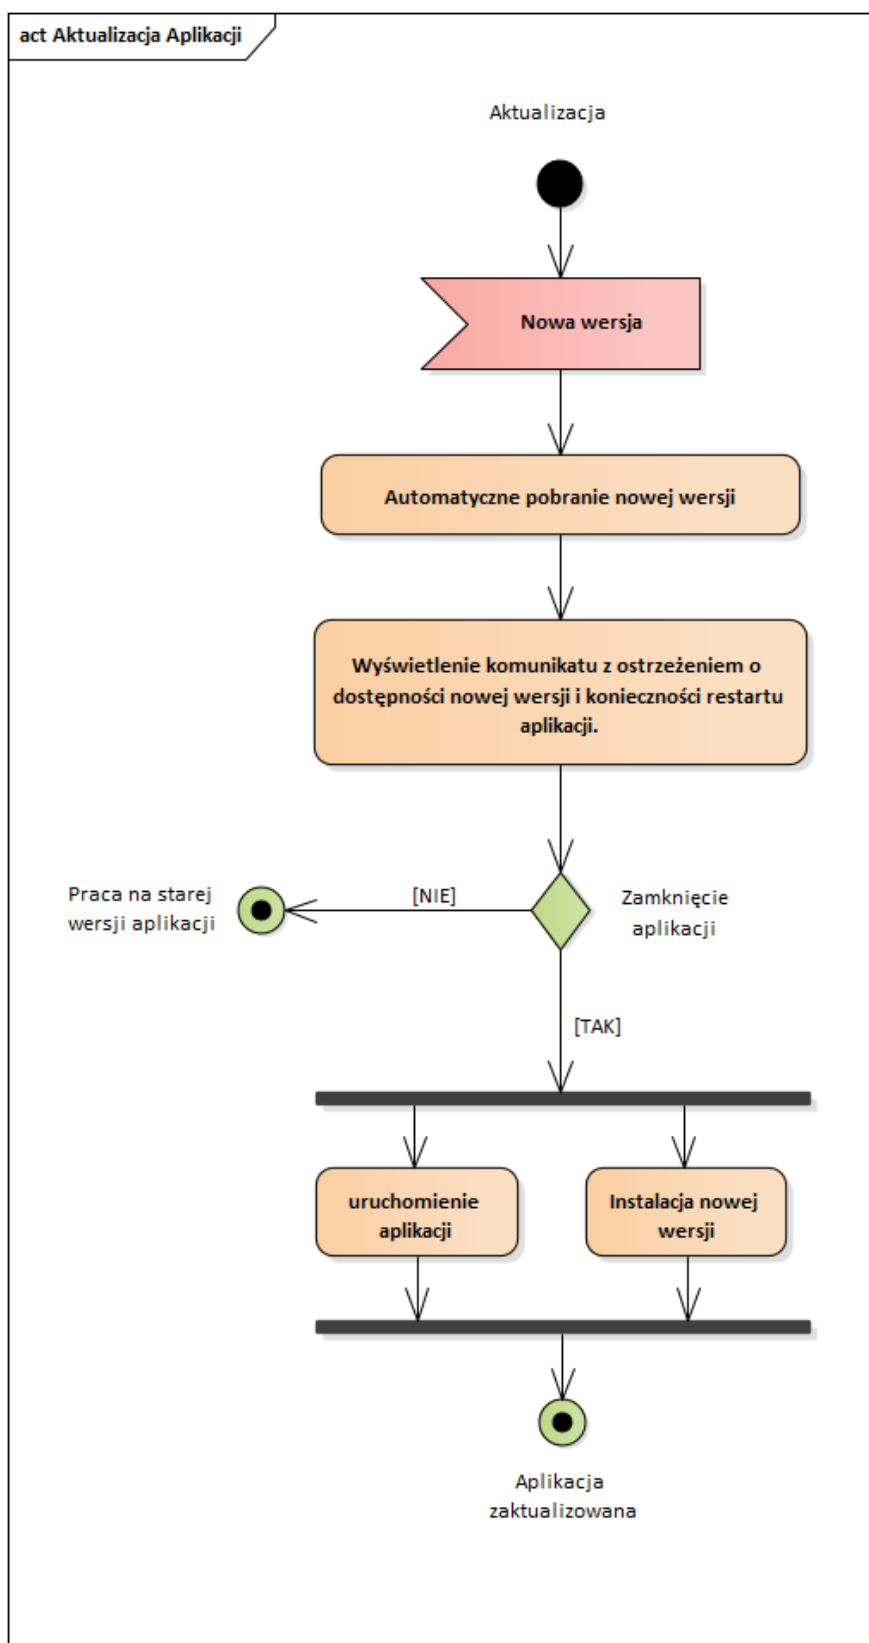 act Aktualizacja Aplikacji
Aktualizacja
Nowa wersja
Automatyczne pobranie nowej wersji
Wyświetlenie komunikatu z ostrzeżeniem o
dostępności nowej wersji i konieczności restartu
aplikacji.
Praca na starej
wersji aplikacji
[NIE]
Zamknięcie
aplikacji
[TAK]
uruchomienie
aplikacji
Instalacja nowej
wersji
Aplikacja
zaktualizowana